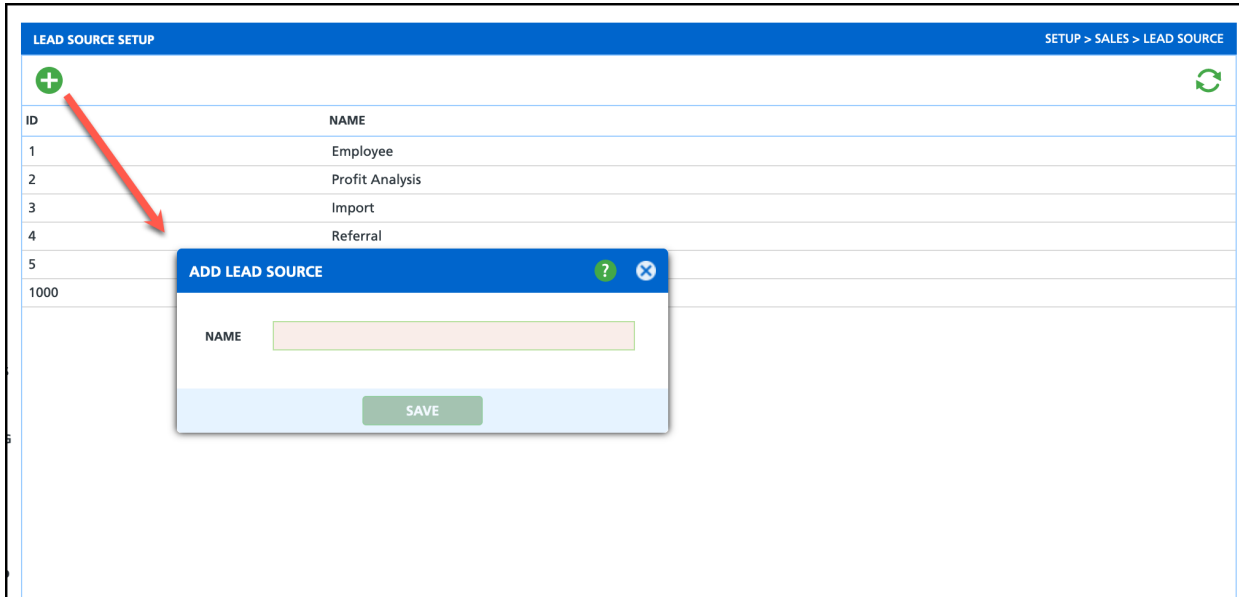 LEAD SOURCE SETUP SETUP > SALES > LEAD SOURCE
ID NAME
1 Employee
2 Profit Analysis
3 Import
4 Referral
5
1000
ADD LEAD SOURCE ?
NAME
SAVE